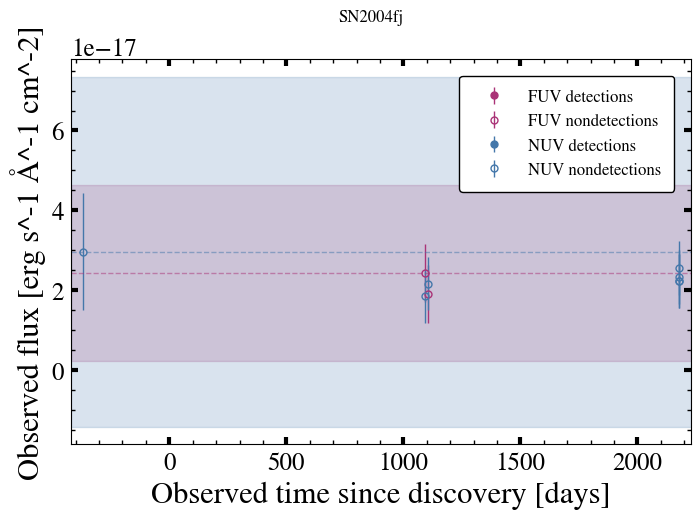 SN2004fj
1e−17
Observed flux [erg s^-1 Å^-1 cm^-2]
6
4
2
0
FUV detections
FUV nondetections
NUV detections
NUV nondetections
0 500 1000 1500 2000
Observed time since discovery [days]